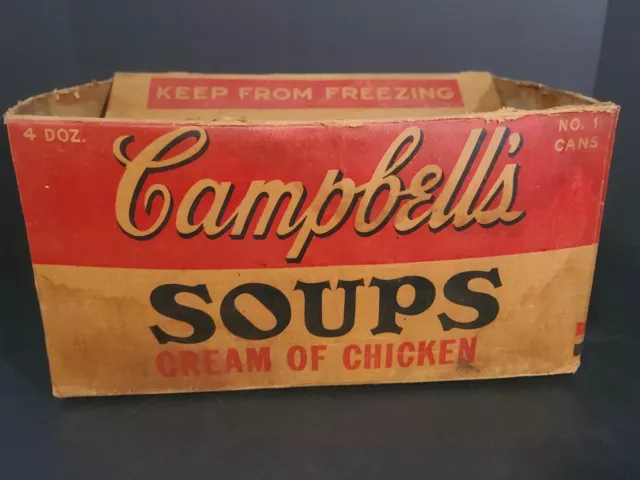 KEEP FROM FREEZING
4 DOZ.
NO. 1
CANS
Campbell's
SOUPS
CREAM OF CHICKEN